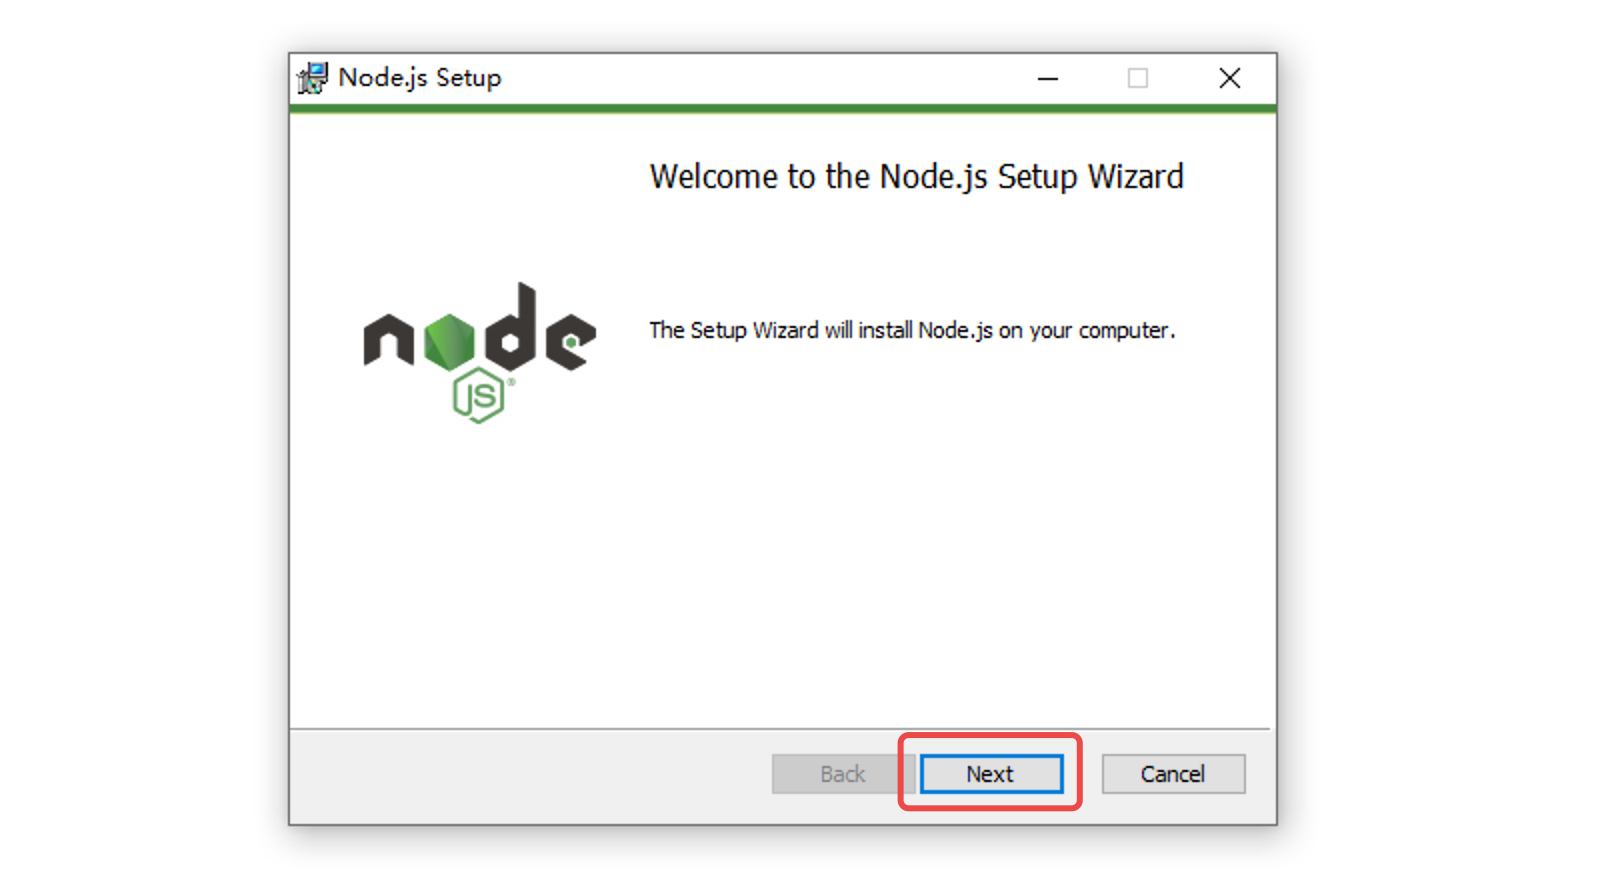 Node.js Setup
Welcome to the Node.js Setup Wizard
The Setup Wizard will install Node.js on your computer.
node
JS®
Back
Next
Cancel